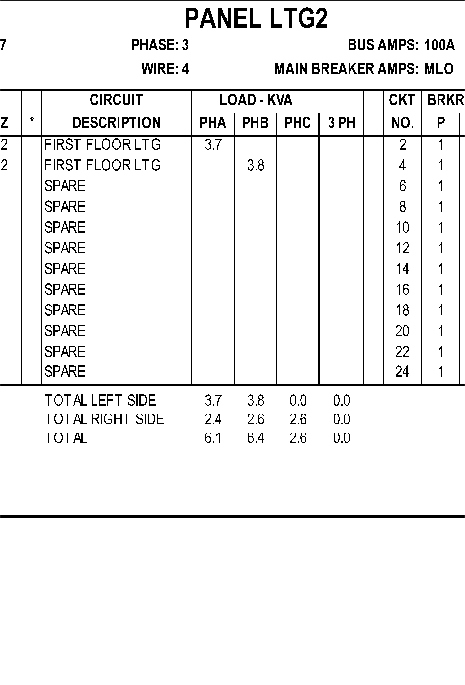 PANEL LTG2
7 PHASE: 3 BUS AMPS: 100A
WIRE: 4 MAIN BREAKER AMPS: MLO
CIRCUIT LOAD - KVA CKT BRKR
Z * DESCRIPTION PHA PHB PHC 3 PH NO. P
2 FIRST FLOOR LTG 3.7 2 1
2 FIRST FLOOR LTG 3.8 4 1
SPARE 6 1
SPARE 8 1
SPARE 10 1
SPARE 12 1
SPARE 14 1
SPARE 16 1
SPARE 18 1
SPARE 20 1
SPARE 22 1
SPARE 24 1
TOTAL LEFT SIDE 3.7 3.8 0.0 0.0
TOTAL RIGHT SIDE 2.4 2.6 2.6 0.0
TOTAL 6.1 6.4 2.6 0.0